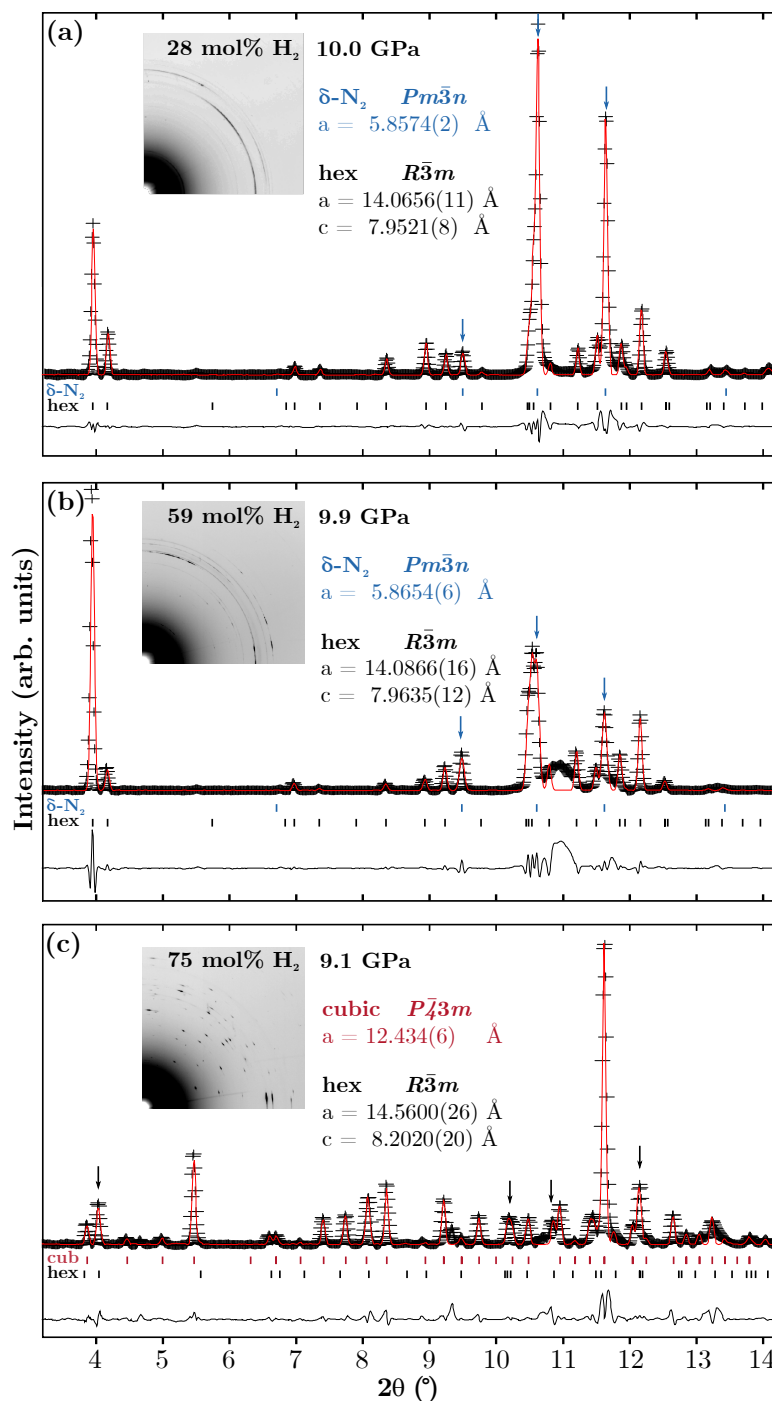 (a)
28 mol% H₂ 10.0 GPa
δ-N₂ Pm3̄n
a = 5.8574(2) Å
hex R3̄m
a = 14.0656(11) Å
c = 7.9521(8) Å
δ-N₂
hex
(b)
59 mol% H₂ 9.9 GPa
δ-N₂ Pm3̄n
a = 5.8654(6) Å
hex R3̄m
a = 14.0866(16) Å
c = 7.9635(12) Å
δ-N₂
hex
Intensity (arb. units)
(c)
75 mol% H₂ 9.1 GPa
cubic P4̄3m
a = 12.434(6) Å
hex R3̄m
a = 14.5600(26) Å
c = 8.2020(20) Å
cub
hex
4 5 6 7 8 9 10 11 12 13 14
2θ (°)